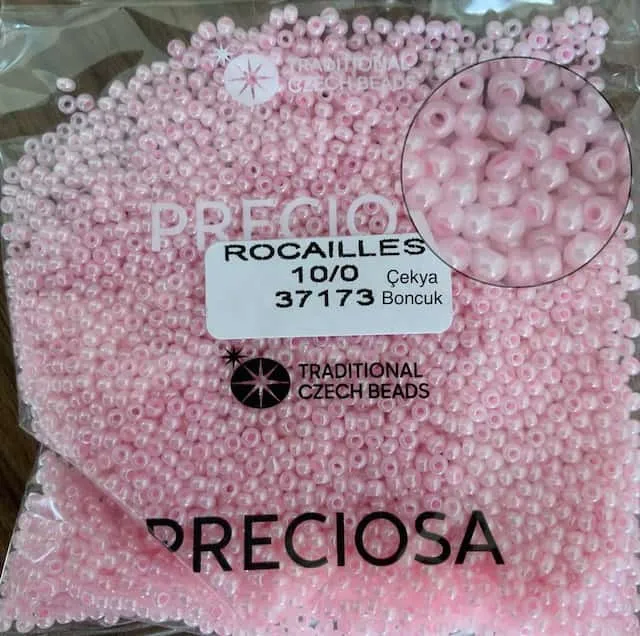 TRADITIONAL
CZECH BEADS
PRECIOSA
ROCAILLES
10/0 Çekya
37173 Boncuk
TRADITIONAL
CZECH BEADS
PRECIOSA